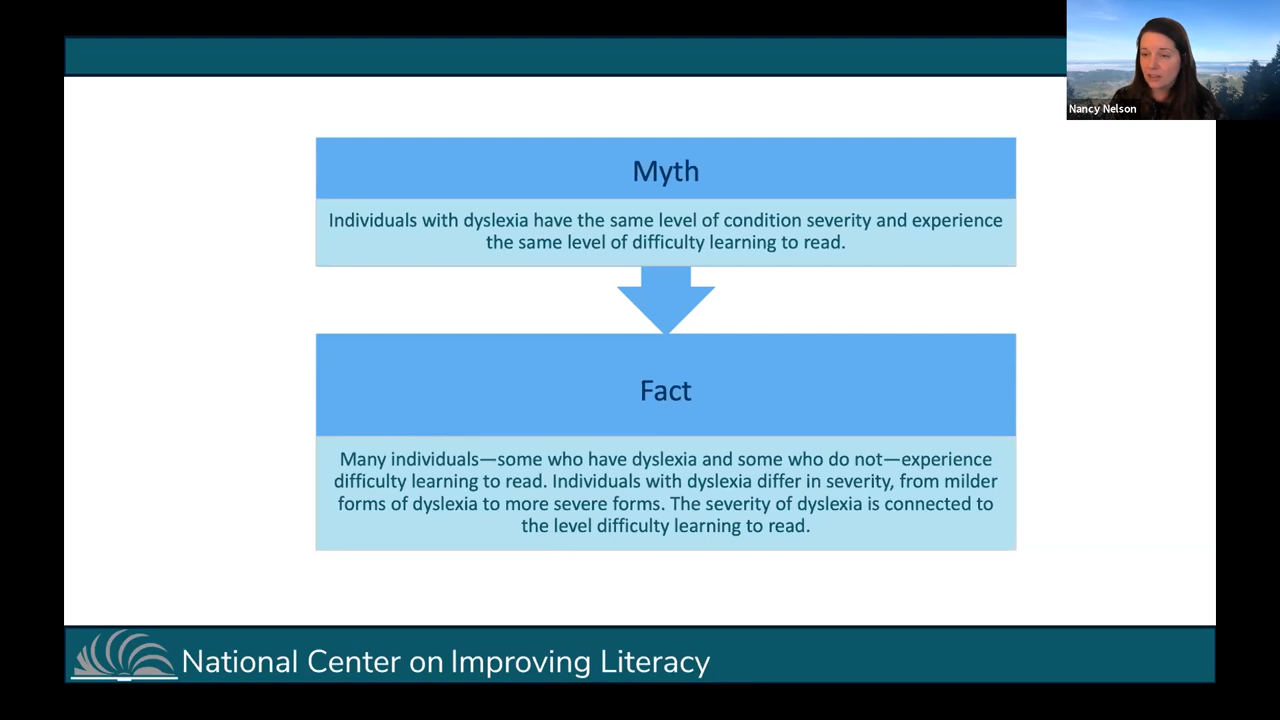 Nancy Nelson
Myth
Individuals with dyslexia have the same level of condition severity and experience
the same level of difficulty learning to read.
Fact
Many individuals—some who have dyslexia and some who do not—experience
difficulty learning to read. Individuals with dyslexia differ in severity, from milder
forms of dyslexia to more severe forms. The severity of dyslexia is connected to
the level difficulty learning to read.
National Center on Improving Literacy